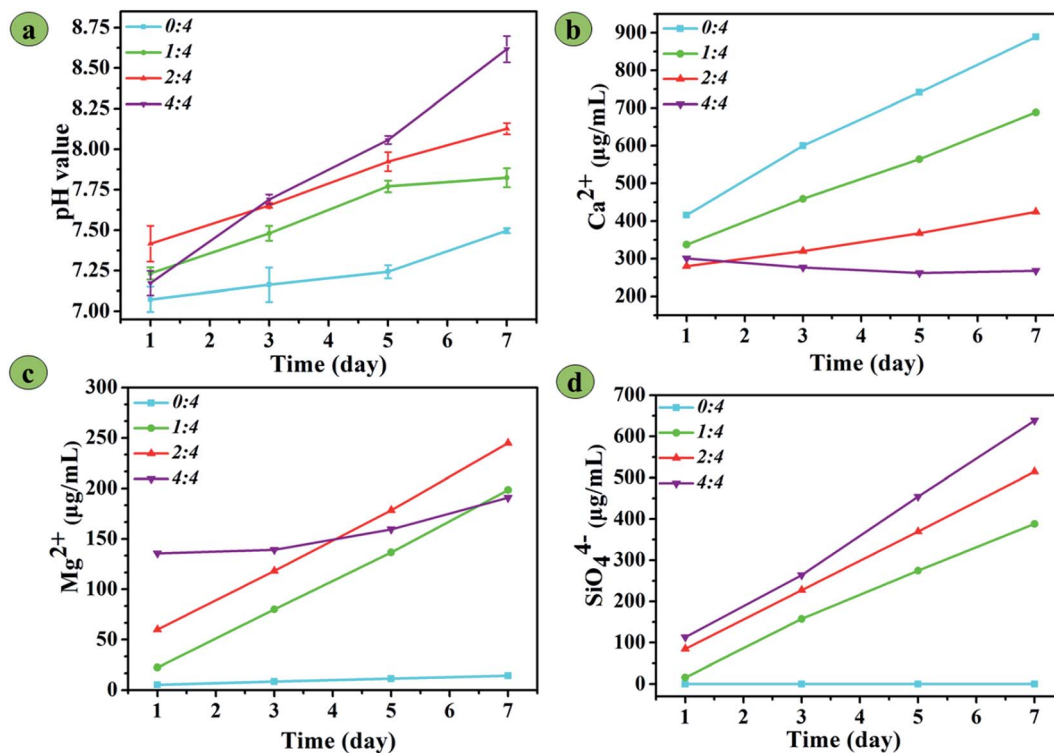 a
8.75
8.50
8.25
8.00
7.75
7.50
7.25
7.00
pH value
0:4
1:4
2:4
4:4
1 2 3 4 5 6 7
Time (day)
b
900
800
700
600
500
400
300
200
Ca²⁺ (µg/mL)
0:4
1:4
2:4
4:4
1 2 3 4 5 6 7
Time (day)
c
300
250
200
150
100
50
0
Mg²⁺ (µg/mL)
0:4
1:4
2:4
4:4
1 2 3 4 5 6 7
Time (day)
d
700
600
500
400
300
200
100
0
SiO₄⁴⁻ (µg/mL)
0:4
1:4
2:4
4:4
1 2 3 4 5 6 7
Time (day)